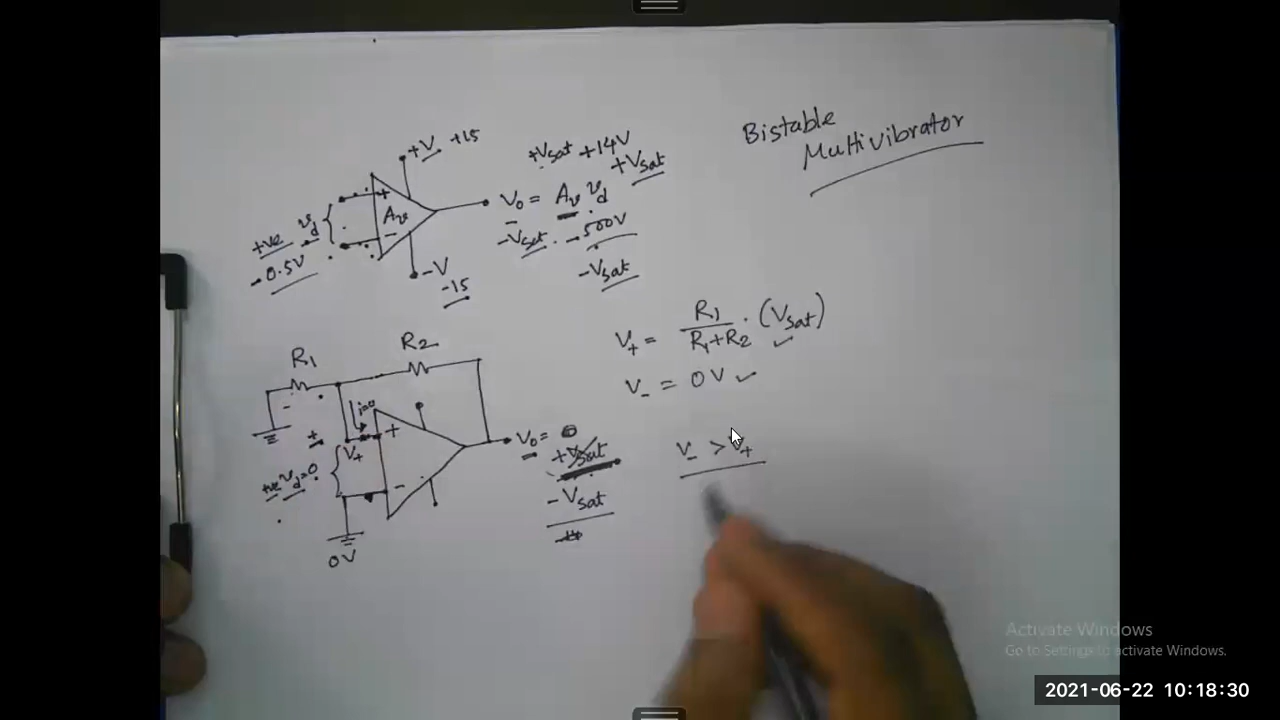 Bistable
Multivibrator
+V +15
+Vsat +14V
+Vsat
+
Av
-
vd
+ve
-0.5V
Vo = Av vd
-Vsat
-500V
-Vsat
-V
-15
V+ = R1 / R1+R2 · (Vsat) ✓
V- = 0V ✓
R1
R2
-
+
i=0
+
V+
-
+ve vd=0
0V
Vo = 0
+Vsat
-Vsat
V- > V+
Activate Windows
Go to Settings to activate Windows.
2021-06-22 10:18:30